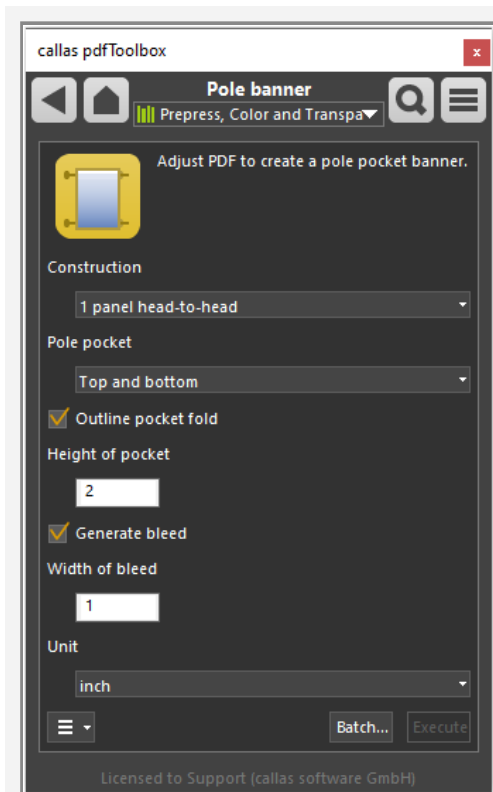 callas pdfToolbox
x
Pole banner
Prepress, Color and Transpa
Adjust PDF to create a pole pocket banner.
Construction
1 panel head-to-head
Pole pocket
Top and bottom
Outline pocket fold
Height of pocket
2
Generate bleed
Width of bleed
1
Unit
inch
Batch... Execute
Licensed to Support (callas software GmbH)